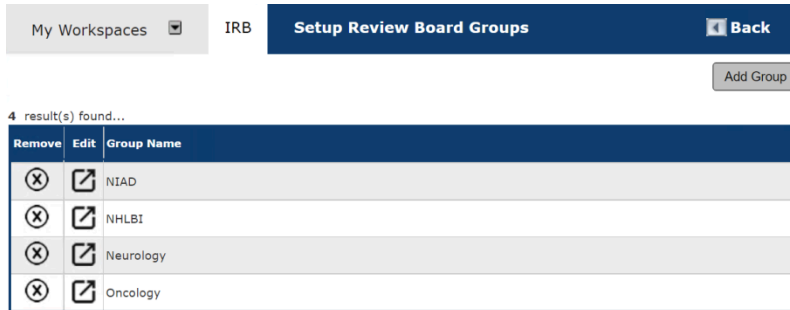 My Workspaces IRB Setup Review Board Groups Back
Add Group
4 result(s) found...
Remove Edit Group Name
NIAD
NHLBI
Neurology
Oncology